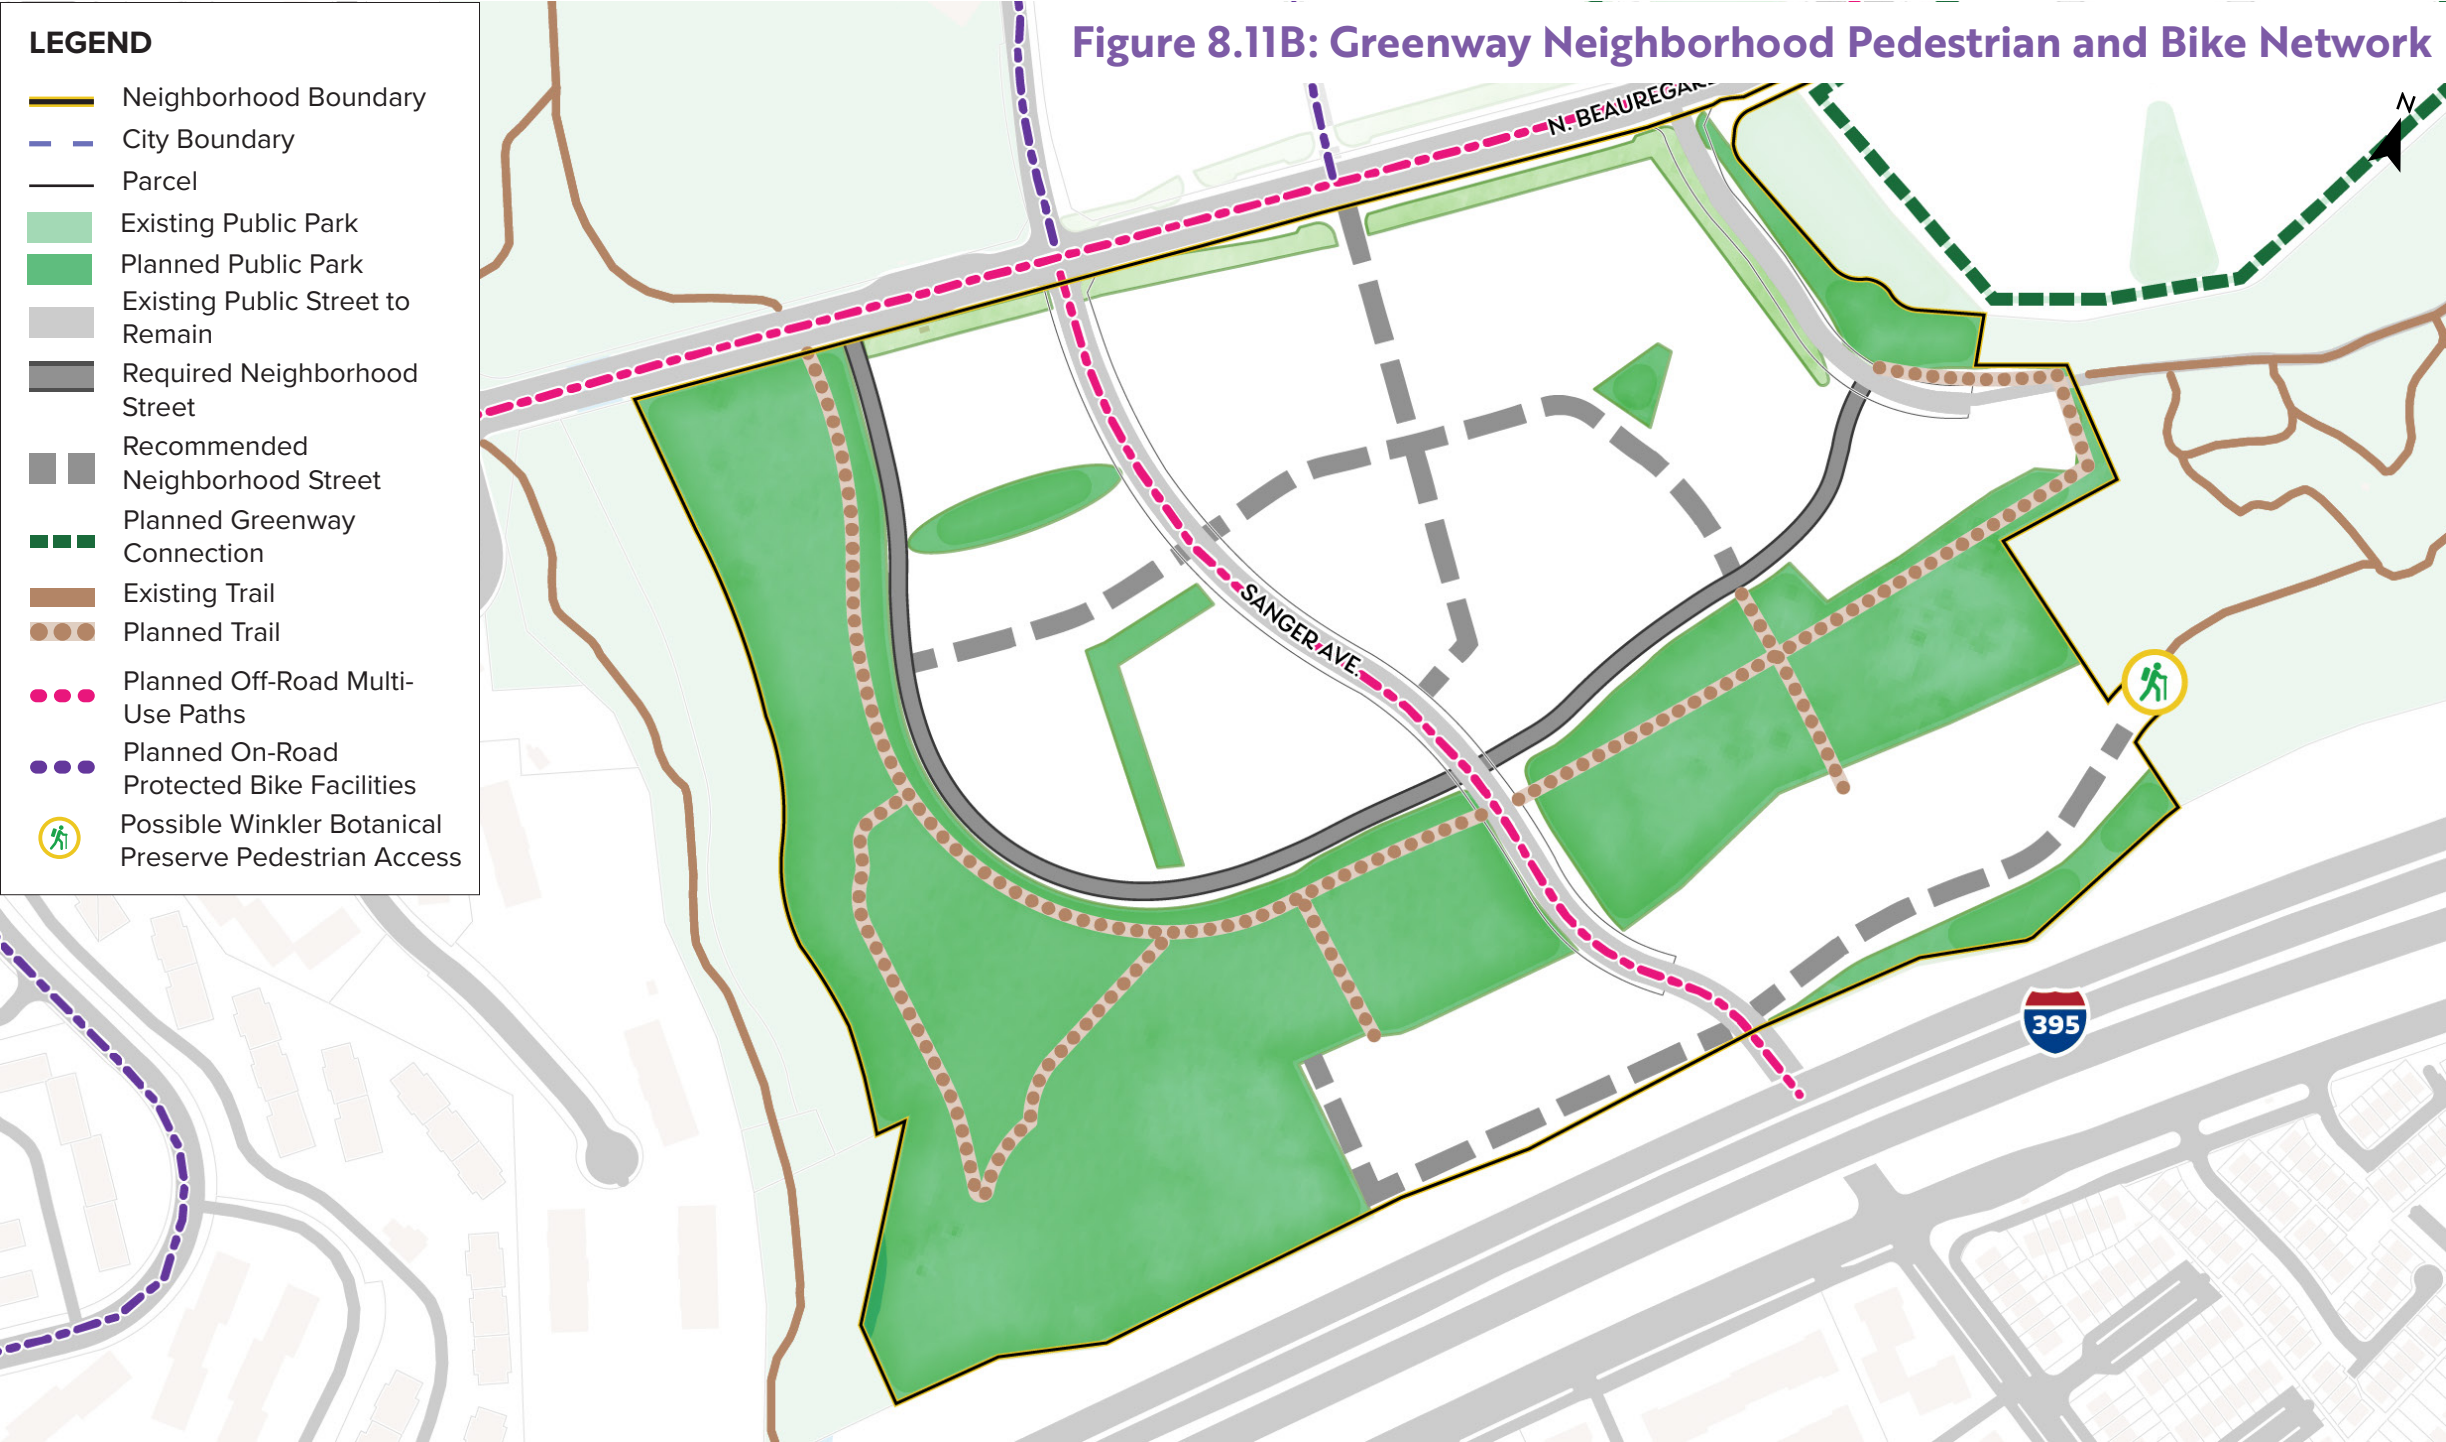 Figure 8.11B: Greenway Neighborhood Pedestrian and Bike Network
LEGEND
Neighborhood Boundary
City Boundary
Parcel
Existing Public Park
Planned Public Park
Existing Public Street to
Remain
Required Neighborhood
Street
Recommended
Neighborhood Street
Planned Greenway
Connection
Existing Trail
Planned Trail
Planned Off-Road Multi-
Use Paths
Planned On-Road
Protected Bike Facilities
Possible Winkler Botanical
Preserve Pedestrian Access
N
N. BEAUREGARD
SANGER AVE.
395